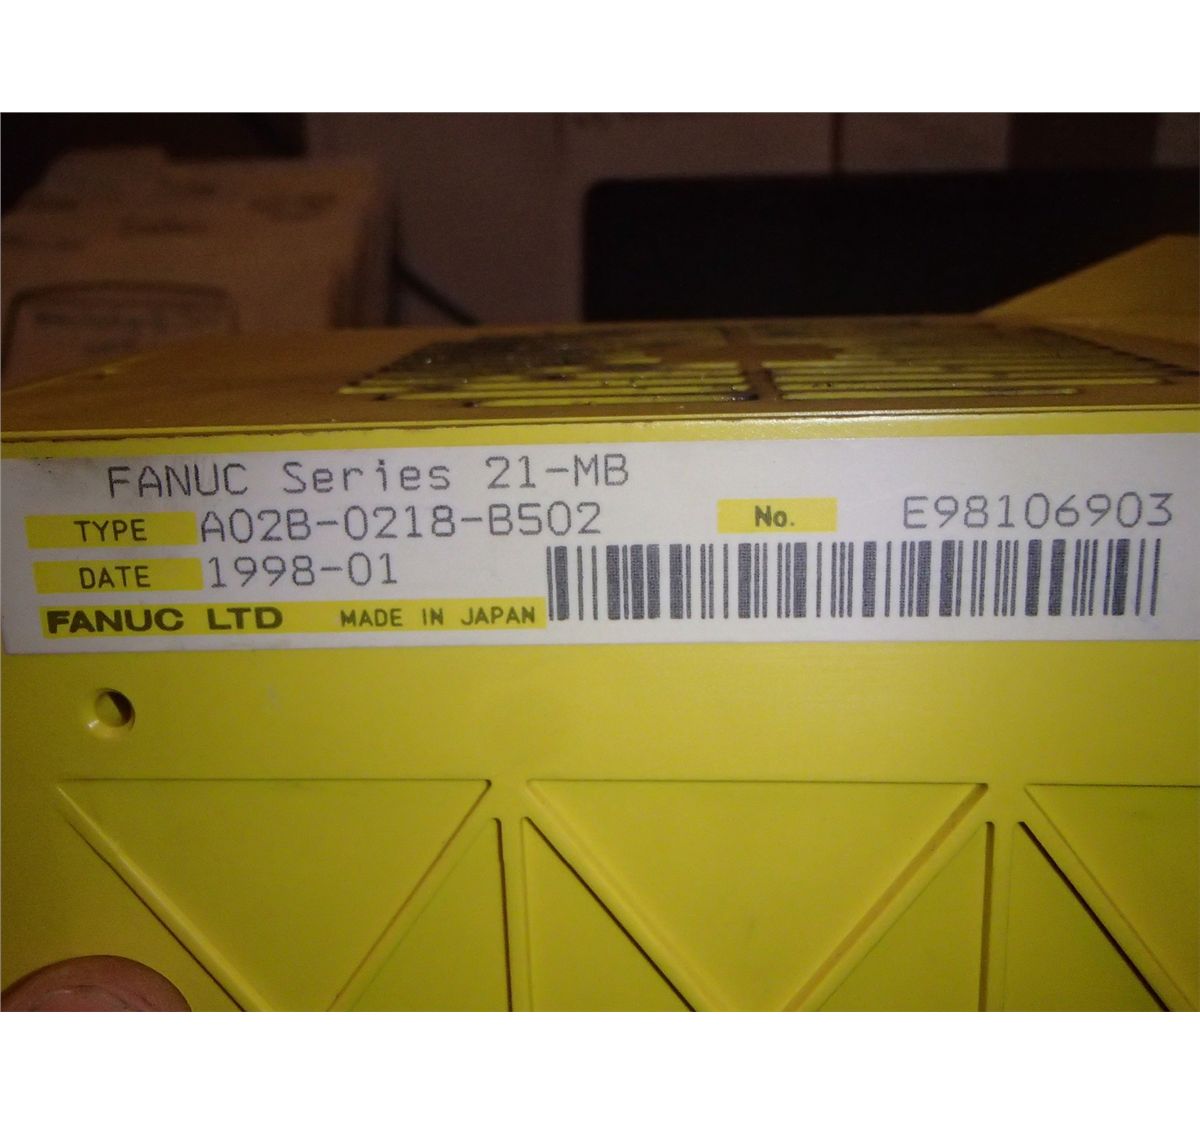 FANUC Series 21-MB
TYPE A02B-0218-B502 No. E98106903
DATE 1998-01
FANUC LTD MADE IN JAPAN